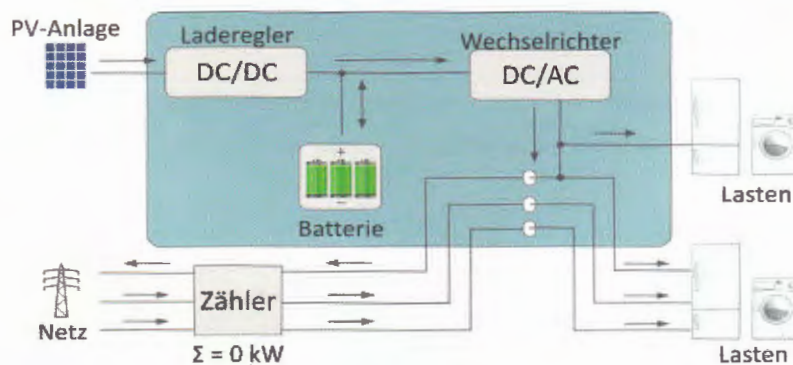 PV-Anlage
Laderegler
DC/DC
Wechselrichter
DC/AC
+
−
Batterie
Lasten
Netz
Zähler
Σ = 0 kW
Lasten